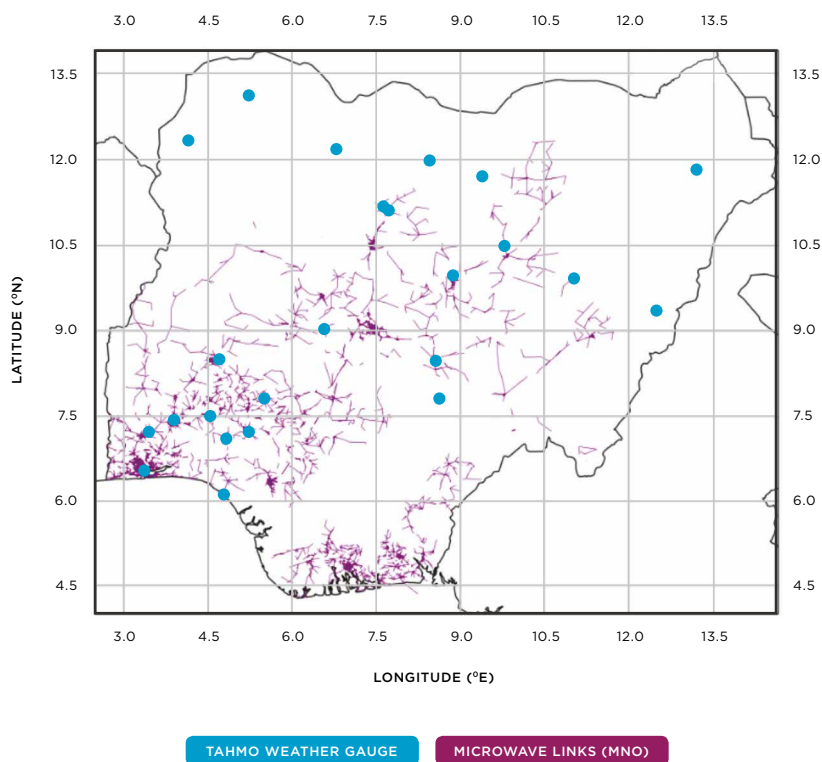 3.0 4.5 6.0 7.5 9.0 10.5 12.0 13.5
13.5 13.5
12.0 12.0
10.5 10.5
9.0 9.0
7.5 7.5
6.0 6.0
4.5 4.5
LATITUDE (⁰N)
3.0 4.5 6.0 7.5 9.0 10.5 12.0 13.5
LONGITUDE (⁰E)
TAHMO WEATHER GAUGE MICROWAVE LINKS (MNO)